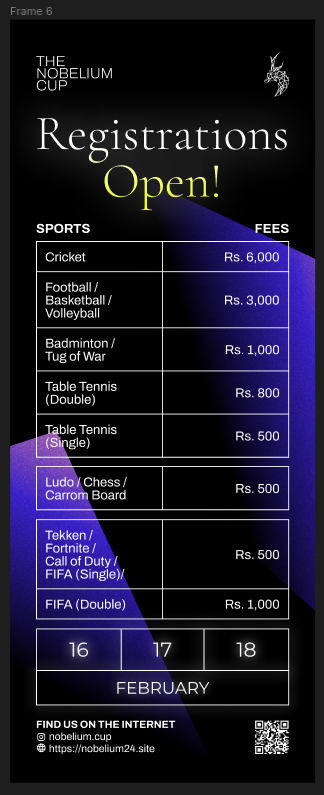 Frame 6
THE
NOBELIUM
CUP
Registrations
Open!
SPORTS FEES
Cricket Rs. 6,000
Football /
Basketball /
Volleyball
Rs. 3,000
Badminton /
Tug of War
Rs. 1,000
Table Tennis
(Double)
Rs. 800
Table Tennis
(Single)
Rs. 500
Ludo / Chess /
Carrom Board
Rs. 500
Tekken /
Fortnite /
Call of Duty /
FIFA (Single)/
Rs. 500
FIFA (Double) Rs. 1,000
16 17 18
FEBRUARY
FIND US ON THE INTERNET
nobelium.cup
https://nobelium24.site